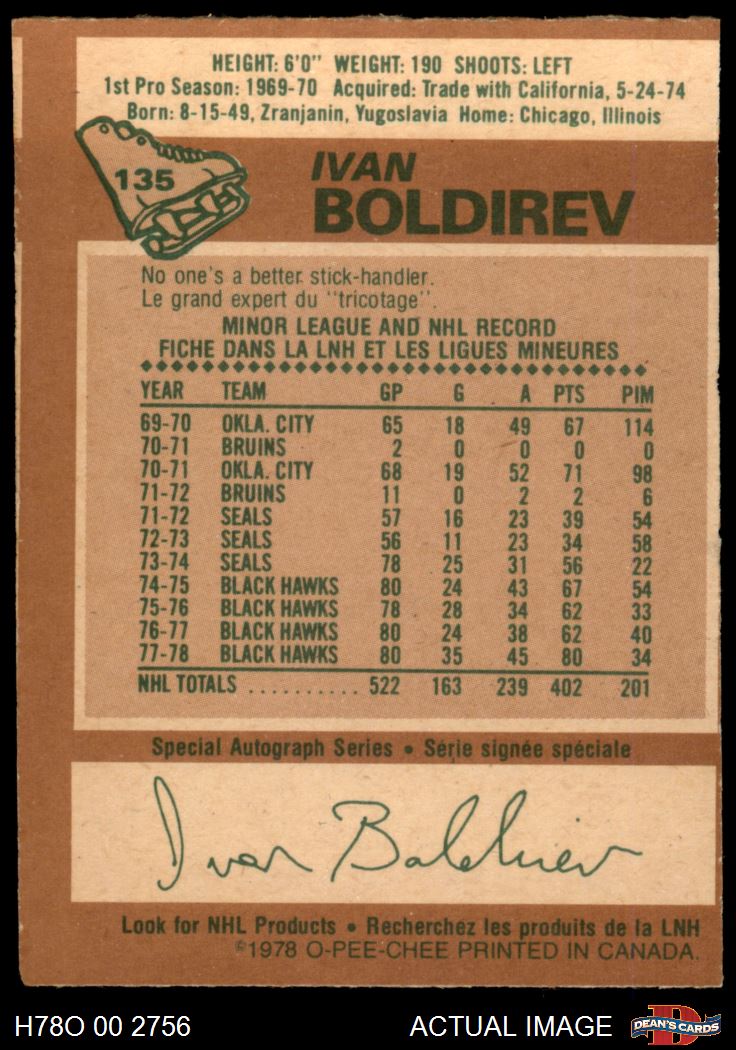 HEIGHT: 6'0" WEIGHT: 190 SHOOTS: LEFT
1st Pro Season: 1969-70 Acquired: Trade with California, 5-24-74
Born: 8-15-49, Zranjanin, Yugoslavia Home: Chicago, Illinois
135
IVAN
BOLDIREV
No one's a better stick-handler.
Le grand expert du "tricotage".
MINOR LEAGUE AND NHL RECORD
FICHE DANS LA LNH ET LES LIGUES MINEURES
YEAR TEAM GP G A PTS PIM
69-70 OKLA. CITY 65 18 49 67 114
70-71 BRUINS 2 0 0 0 0
70-71 OKLA. CITY 68 19 52 71 98
71-72 BRUINS 11 0 2 2 6
71-72 SEALS 57 16 23 39 54
72-73 SEALS 56 11 23 34 58
73-74 SEALS 78 25 31 56 22
74-75 BLACK HAWKS 80 24 43 67 54
75-76 BLACK HAWKS 78 28 34 62 33
76-77 BLACK HAWKS 80 24 38 62 40
77-78 BLACK HAWKS 80 35 45 80 34
NHL TOTALS .......... 522 163 239 402 201
Special Autograph Series • Série signée spéciale
Ivan Boldirev
Look for NHL Products • Recherchez les produits de la LNH
©1978 O-PEE-CHEE PRINTED IN CANADA.
H78O 00 2756 ACTUAL IMAGE D DEAN'S CARDS